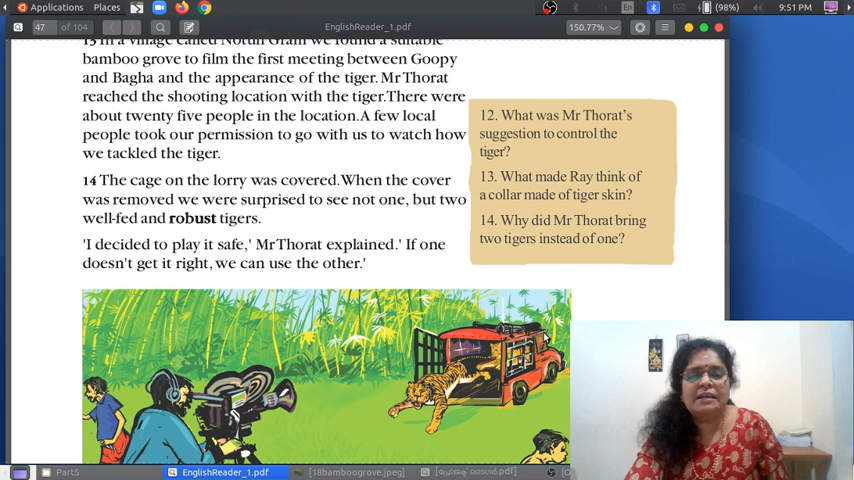 Applications Places (98%) 9:51 PM
47 of 104 EnglishReader_1.pdf 150.77%
13 In a village called Notun Gram we found a suitable
bamboo grove to film the first meeting between Goopy
and Bagha and the appearance of the tiger. Mr Thorat
reached the shooting location with the tiger.There were
about twenty five people in the location.A few local
people took our permission to go with us to watch how
we tackled the tiger.
14 The cage on the lorry was covered.When the cover
was removed we were surprised to see not one, but two
well-fed and robust tigers.
'I decided to play it safe,' Mr Thorat explained.' If one
doesn't get it right, we can use the other.'
12. What was Mr Thorat's
suggestion to control the
tiger?
13. What made Ray think of
a collar made of tiger skin?
14. Why did Mr Thorat bring
two tigers instead of one?
Part5 EnglishReader_1.pdf [18bamboogrove.jpeg]